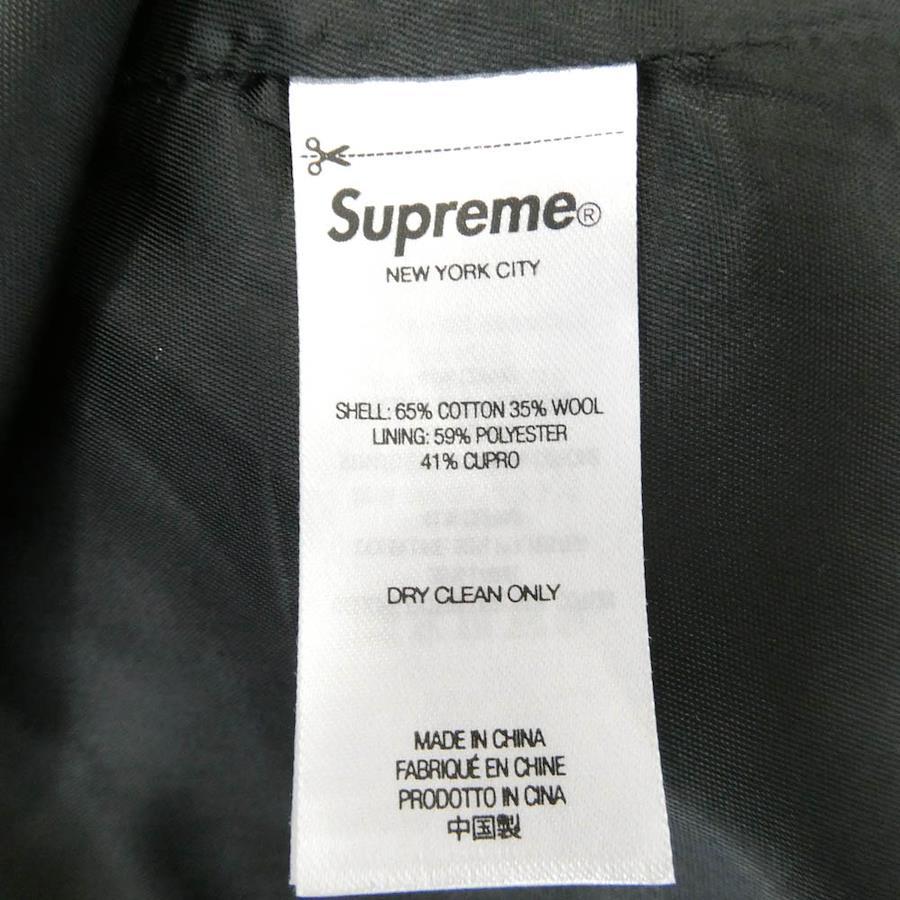 Supreme®
NEW YORK CITY
SHELL: 65% COTTON 35% WOOL
LINING: 59% POLYESTER
41% CUPRO
DRY CLEAN ONLY
MADE IN CHINA
FABRIQUÉ EN CHINE
PRODOTTO IN CINA
中国製